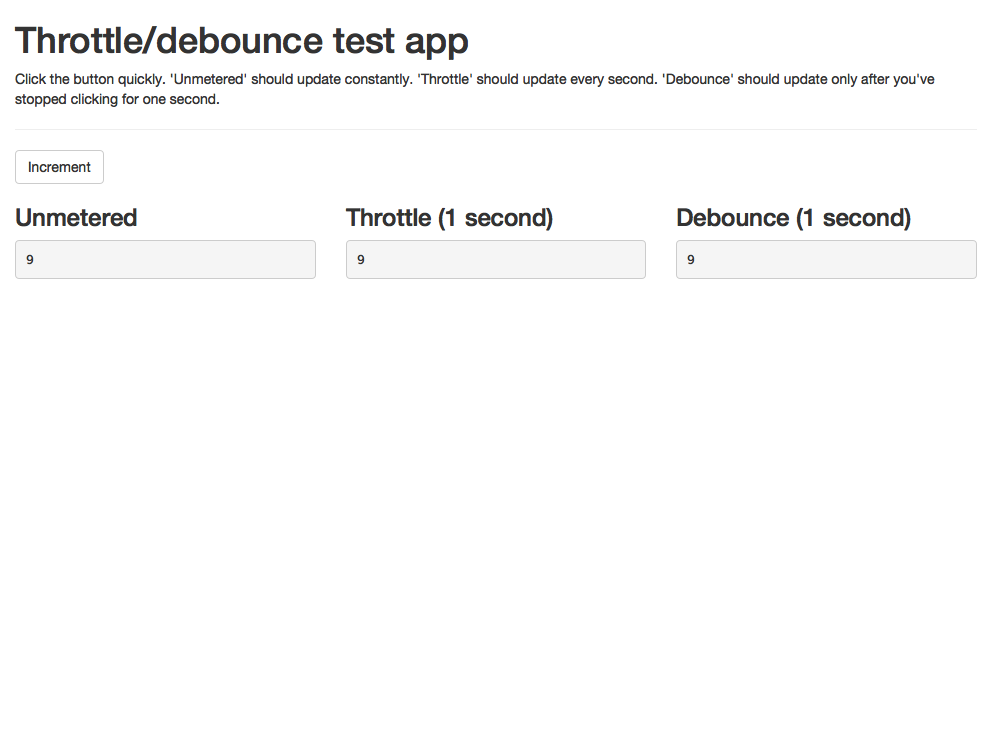 Throttle/debounce test app
Click the button quickly. 'Unmetered' should update constantly. 'Throttle' should update every second. 'Debounce' should update only after you've
stopped clicking for one second.
Increment
Unmetered
Throttle (1 second)
Debounce (1 second)
9
9
9